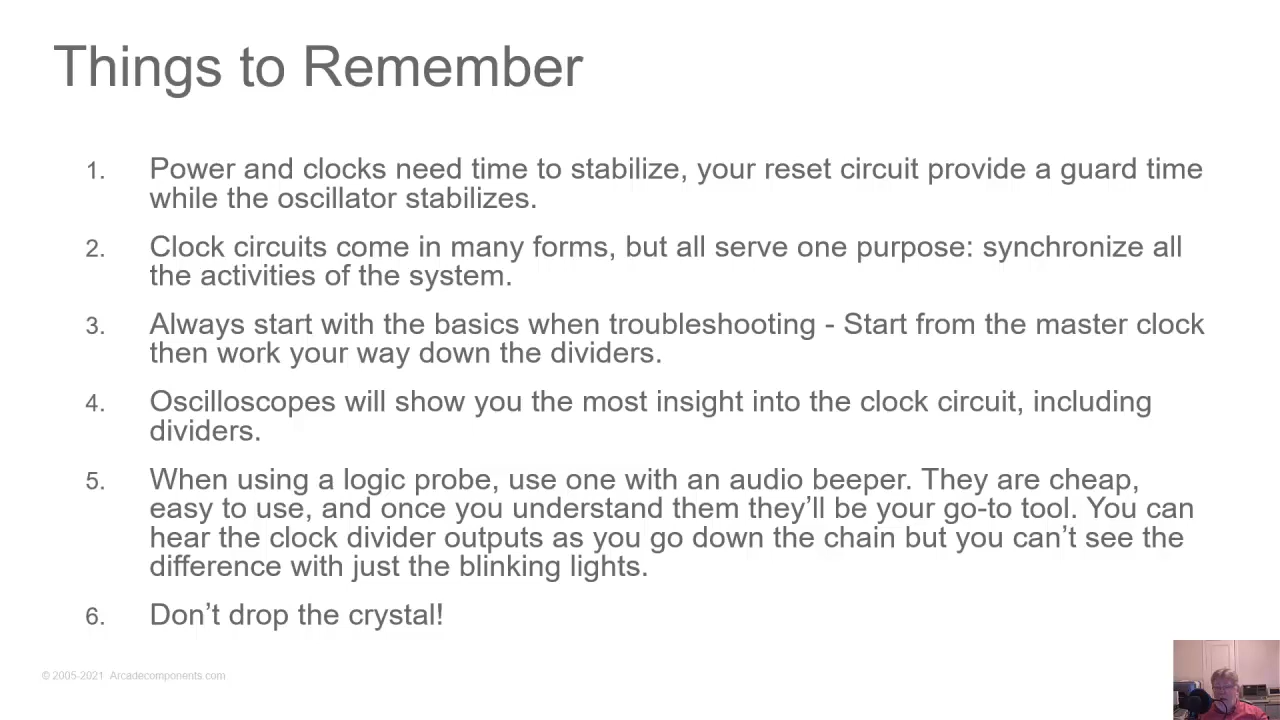 Things to Remember
1. Power and clocks need time to stabilize, your reset circuit provide a guard time
while the oscillator stabilizes.
2. Clock circuits come in many forms, but all serve one purpose: synchronize all
the activities of the system.
3. Always start with the basics when troubleshooting - Start from the master clock
then work your way down the dividers.
4. Oscilloscopes will show you the most insight into the clock circuit, including
dividers.
5. When using a logic probe, use one with an audio beeper. They are cheap,
easy to use, and once you understand them they’ll be your go-to tool. You can
hear the clock divider outputs as you go down the chain but you can’t see the
difference with just the blinking lights.
6. Don’t drop the crystal!
© 2005-2021 Arcadecomponents.com